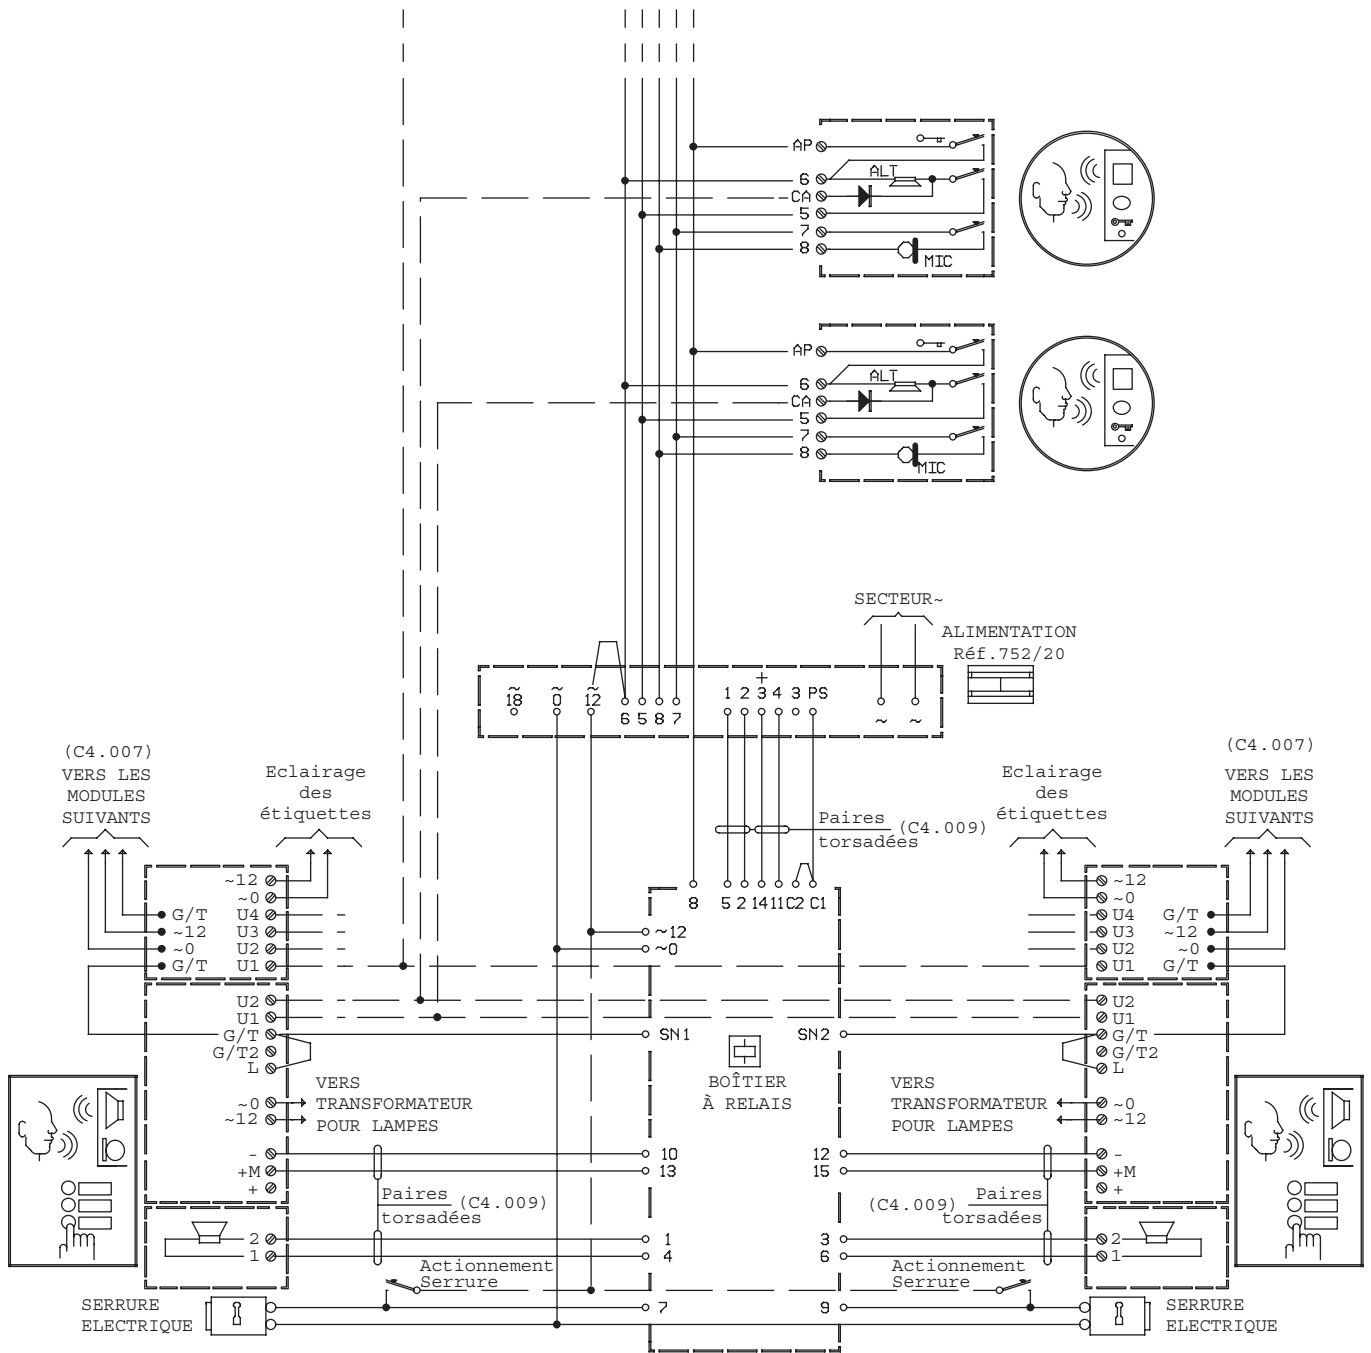 AP
6
ALT
CA
5
7
8
MIC
AP
6
ALT
CA
5
7
8
MIC
SECTEUR~
ALIMENTATION
Réf.752/20
~ ~ ~ +
18 0 12 1 2 3 4 3 PS
6 5 8 7 ~ ~
(C4.007)
VERS LES
MODULES
SUIVANTS
Eclairage
des
étiquettes
Paires
torsadées
(C4.009)
Eclairage
des
étiquettes
(C4.007)
VERS LES
MODULES
SUIVANTS
~12
~0
G/T U4
~12 U3
~0 U2
G/T U1
8 5 2 14 11 C2 C1
~12
~0
~12
~0
U4 G/T
U3 ~12
U2 ~0
U1 G/T
U2
U1
G/T
G/T2
L
~0
~12
-
+M
+
2
1
VERS
TRANSFORMATEUR
POUR LAMPES
Paires
torsadées
(C4.009)
Actionnement
Serrure
SERRURE
ELECTRIQUE
SN1 SN2
BOÎTIER
À RELAIS
10 12
13 15
1 3
4 6
7 9
VERS
TRANSFORMATEUR
POUR LAMPES
(C4.009)
Paires
torsadées
Actionnement
Serrure
U2
U1
G/T
G/T2
L
~0
~12
-
+M
+
2
1
SERRURE
ELECTRIQUE